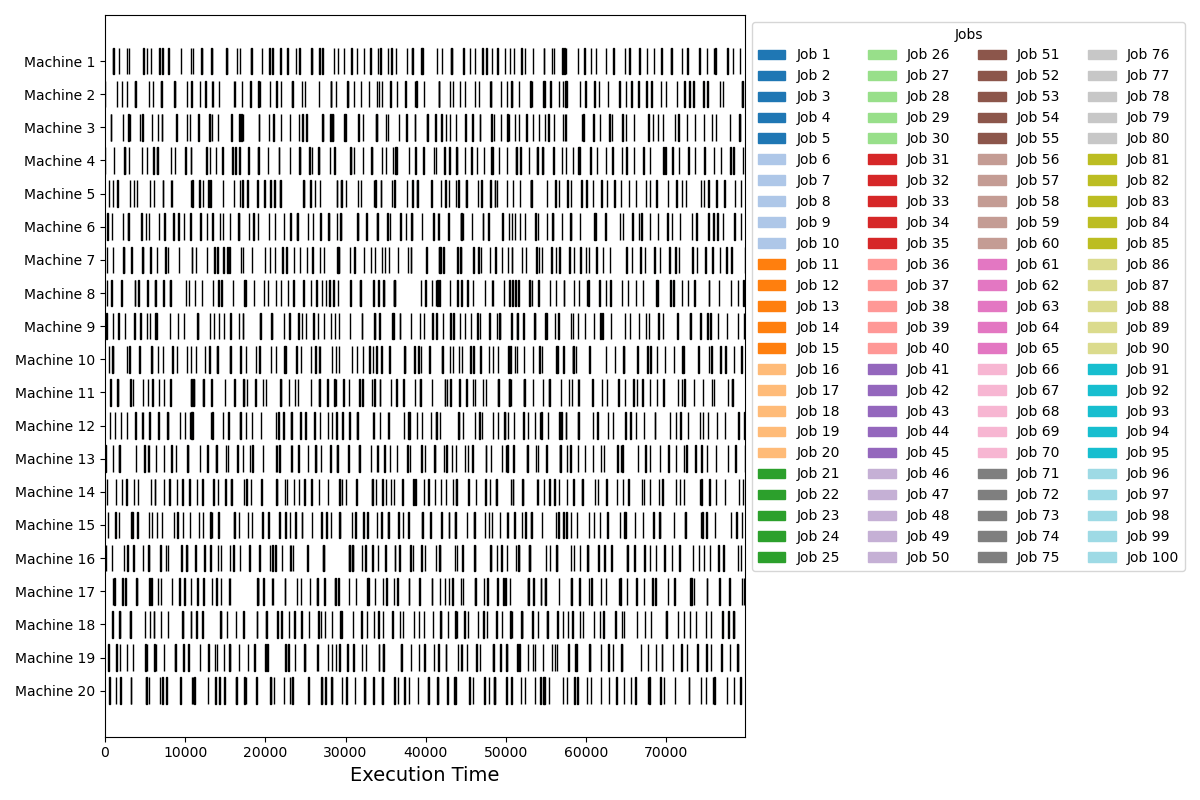 Machine 1
Machine 2
Machine 3
Machine 4
Machine 5
Machine 6
Machine 7
Machine 8
Machine 9
Machine 10
Machine 11
Machine 12
Machine 13
Machine 14
Machine 15
Machine 16
Machine 17
Machine 18
Machine 19
Machine 20
0 10000 20000 30000 40000 50000 60000 70000
Execution Time
Jobs
Job 1 Job 26 Job 51 Job 76
Job 2 Job 27 Job 52 Job 77
Job 3 Job 28 Job 53 Job 78
Job 4 Job 29 Job 54 Job 79
Job 5 Job 30 Job 55 Job 80
Job 6 Job 31 Job 56 Job 81
Job 7 Job 32 Job 57 Job 82
Job 8 Job 33 Job 58 Job 83
Job 9 Job 34 Job 59 Job 84
Job 10 Job 35 Job 60 Job 85
Job 11 Job 36 Job 61 Job 86
Job 12 Job 37 Job 62 Job 87
Job 13 Job 38 Job 63 Job 88
Job 14 Job 39 Job 64 Job 89
Job 15 Job 40 Job 65 Job 90
Job 16 Job 41 Job 66 Job 91
Job 17 Job 42 Job 67 Job 92
Job 18 Job 43 Job 68 Job 93
Job 19 Job 44 Job 69 Job 94
Job 20 Job 45 Job 70 Job 95
Job 21 Job 46 Job 71 Job 96
Job 22 Job 47 Job 72 Job 97
Job 23 Job 48 Job 73 Job 98
Job 24 Job 49 Job 74 Job 99
Job 25 Job 50 Job 75 Job 100